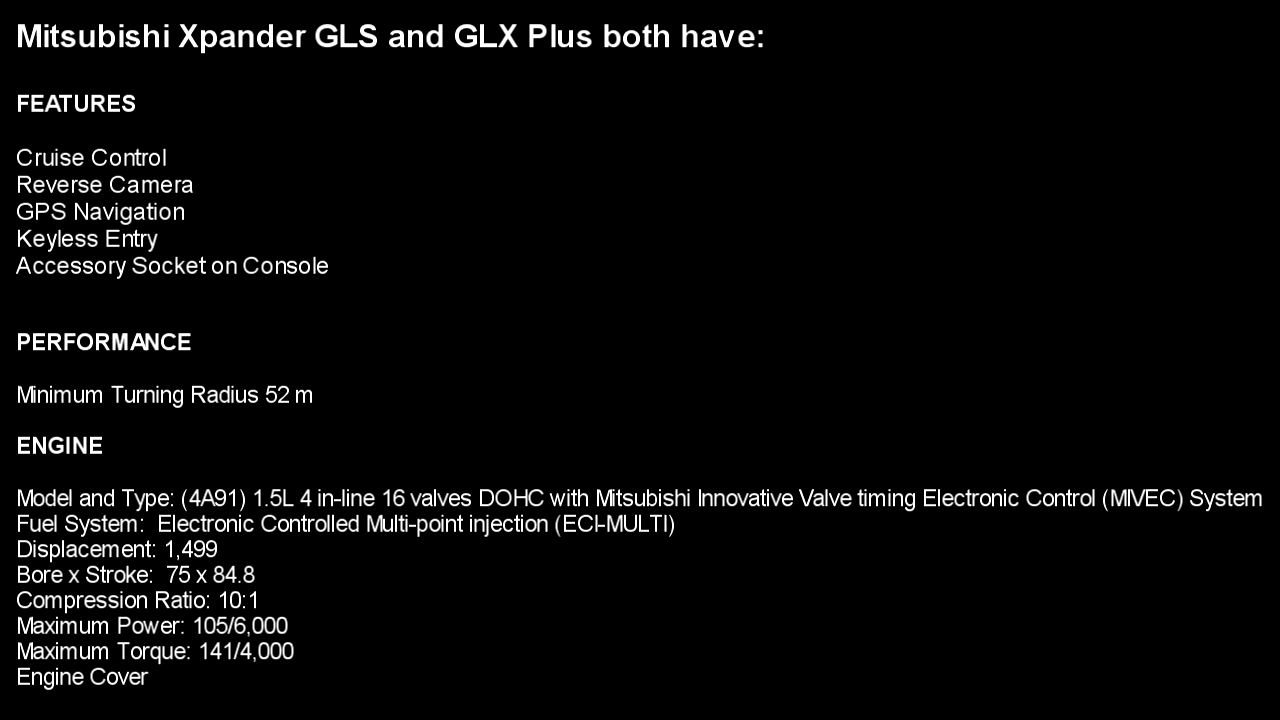 Mitsubishi Xpander GLS and GLX Plus both have:
FEATURES
Cruise Control
Reverse Camera
GPS Navigation
Keyless Entry
Accessory Socket on Console
PERFORMANCE
Minimum Turning Radius 52 m
ENGINE
Model and Type: (4A91) 1.5L 4 in-line 16 valves DOHC with Mitsubishi Innovative Valve timing Electronic Control (MIVEC) System
Fuel System:  Electronic Controlled Multi-point injection (ECI-MULTI)
Displacement: 1,499
Bore x Stroke:  75 x 84.8
Compression Ratio: 10:1
Maximum Power: 105/6,000
Maximum Torque: 141/4,000
Engine Cover